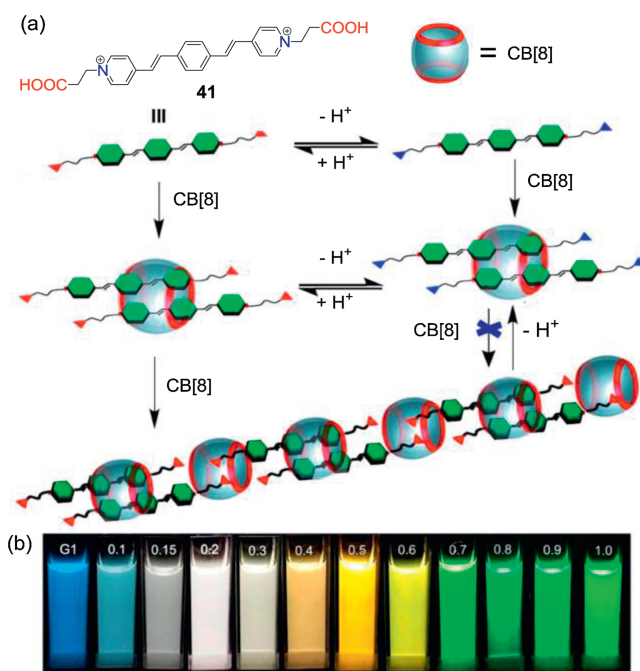 (a)
COOH
= CB[8]
N+
N+
HOOC
41
III
- H+
+ H+
CB[8]
CB[8]
- H+
+ H+
CB[8]
- H+
CB[8]
(b)
G1 0.1 0.15 0.2 0.3 0.4 0.5 0.6 0.7 0.8 0.9 1.0